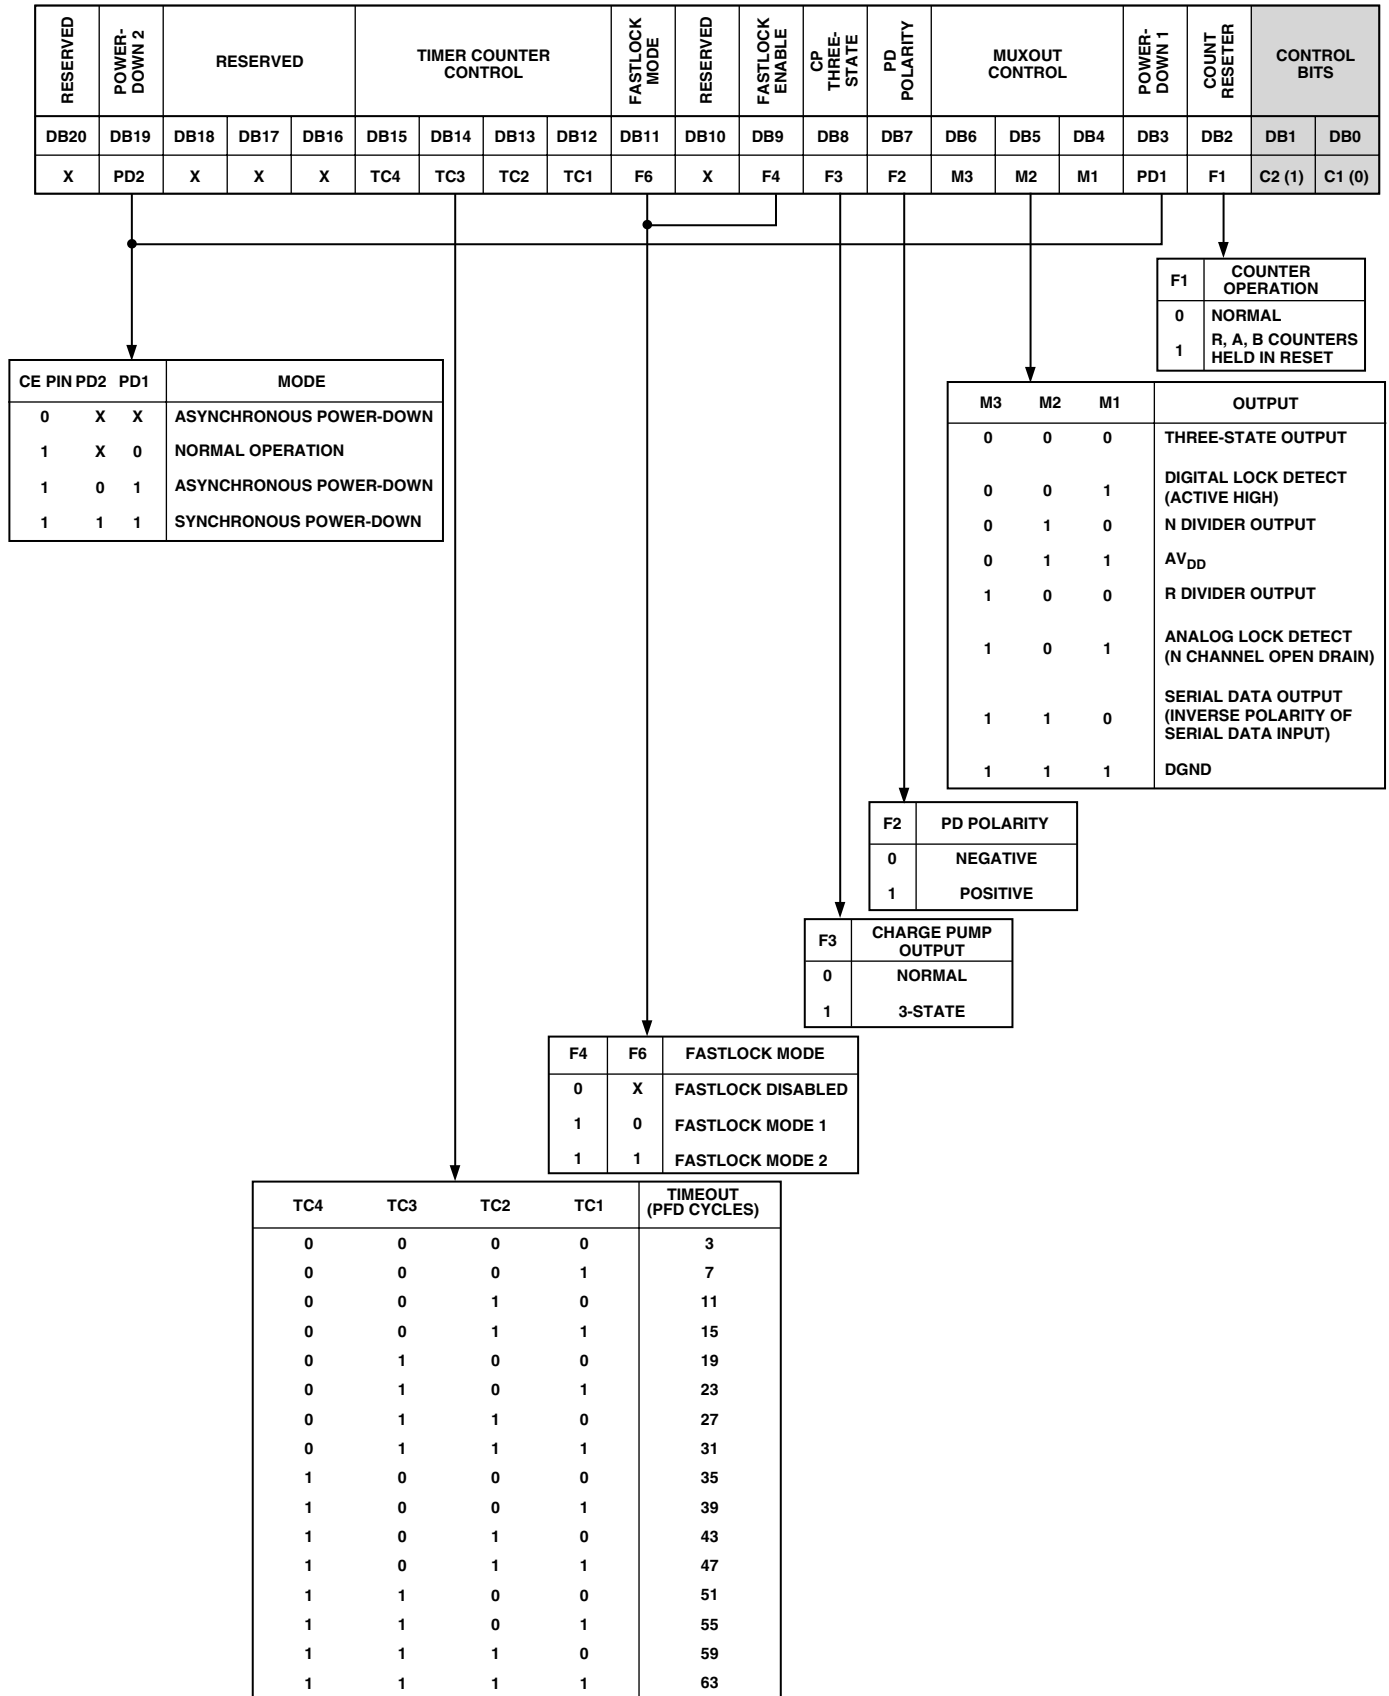 RESERVED
POWER-
DOWN 2
RESERVED
TIMER COUNTER
CONTROL
FASTLOCK
MODE
RESERVED
FASTLOCK
ENABLE
CP
THREE-
STATE
PD
POLARITY
MUXOUT
CONTROL
POWER-
DOWN 1
COUNT
RESETER
CONTROL
BITS
DB20 DB19 DB18 DB17 DB16 DB15 DB14 DB13 DB12 DB11 DB10 DB9 DB8 DB7 DB6 DB5 DB4 DB3 DB2 DB1 DB0
X PD2 X X X TC4 TC3 TC2 TC1 F6 X F4 F3 F2 M3 M2 M1 PD1 F1 C2 (1) C1 (0)
F1 COUNTER
OPERATION
0 NORMAL
1 R, A, B COUNTERS
HELD IN RESET
CE PIN PD2 PD1 MODE
0 X X ASYNCHRONOUS POWER-DOWN
1 X 0 NORMAL OPERATION
1 0 1 ASYNCHRONOUS POWER-DOWN
1 1 1 SYNCHRONOUS POWER-DOWN
M3 M2 M1 OUTPUT
0 0 0 THREE-STATE OUTPUT
0 0 1 DIGITAL LOCK DETECT
(ACTIVE HIGH)
0 1 0 N DIVIDER OUTPUT
0 1 1 AVDD
1 0 0 R DIVIDER OUTPUT
1 0 1 ANALOG LOCK DETECT
(N CHANNEL OPEN DRAIN)
1 1 0 SERIAL DATA OUTPUT
(INVERSE POLARITY OF
SERIAL DATA INPUT)
1 1 1 DGND
F2 PD POLARITY
0 NEGATIVE
1 POSITIVE
F3 CHARGE PUMP
OUTPUT
0 NORMAL
1 3-STATE
F4 F6 FASTLOCK MODE
0 X FASTLOCK DISABLED
1 0 FASTLOCK MODE 1
1 1 FASTLOCK MODE 2
TC4 TC3 TC2 TC1 TIMEOUT
(PFD CYCLES)
0 0 0 0 3
0 0 0 1 7
0 0 1 0 11
0 0 1 1 15
0 1 0 0 19
0 1 0 1 23
0 1 1 0 27
0 1 1 1 31
1 0 0 0 35
1 0 0 1 39
1 0 1 0 43
1 0 1 1 47
1 1 0 0 51
1 1 0 1 55
1 1 1 0 59
1 1 1 1 63